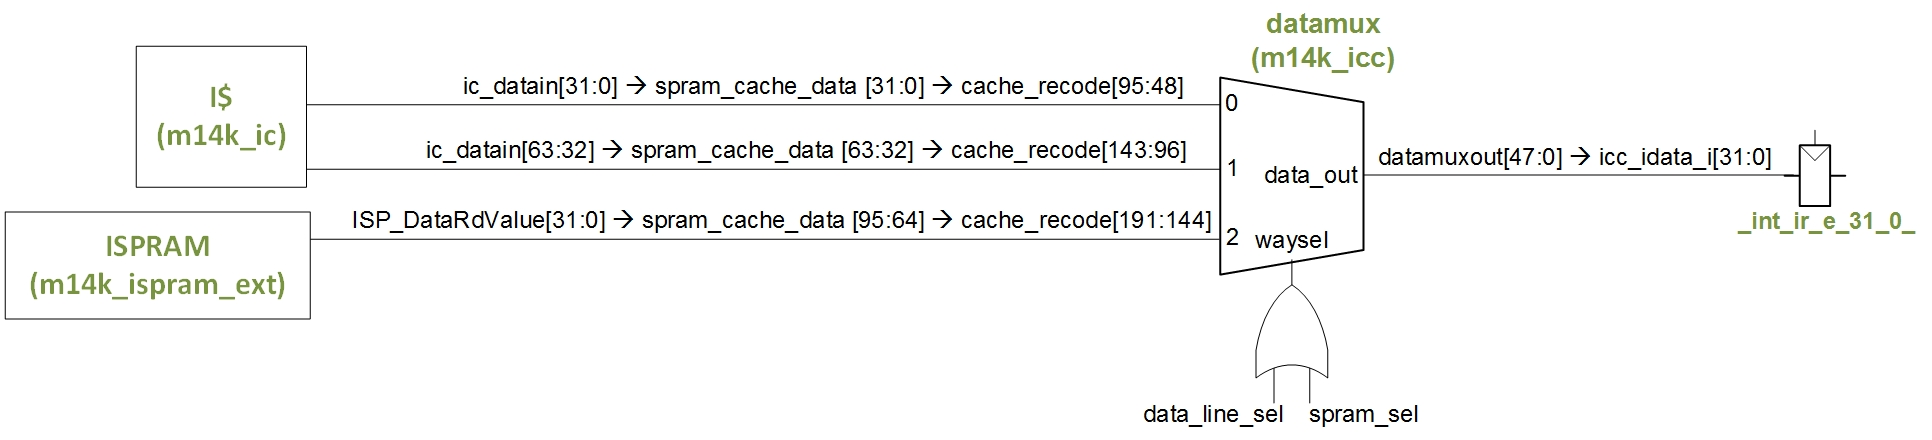 datamux
(m14k_icc)
I$
(m14k_ic)
ic_datain[31:0] → spram_cache_data [31:0] → cache_recode[95:48]
0
ic_datain[63:32] → spram_cache_data [63:32] → cache_recode[143:96]
1
data_out
datamuxout[47:0] → icc_idata_i[31:0]
_int_ir_e_31_0_
ISPRAM
(m14k_ispram_ext)
ISP_DataRdValue[31:0] → spram_cache_data [95:64] → cache_recode[191:144]
2
waysel
data_line_sel
spram_sel